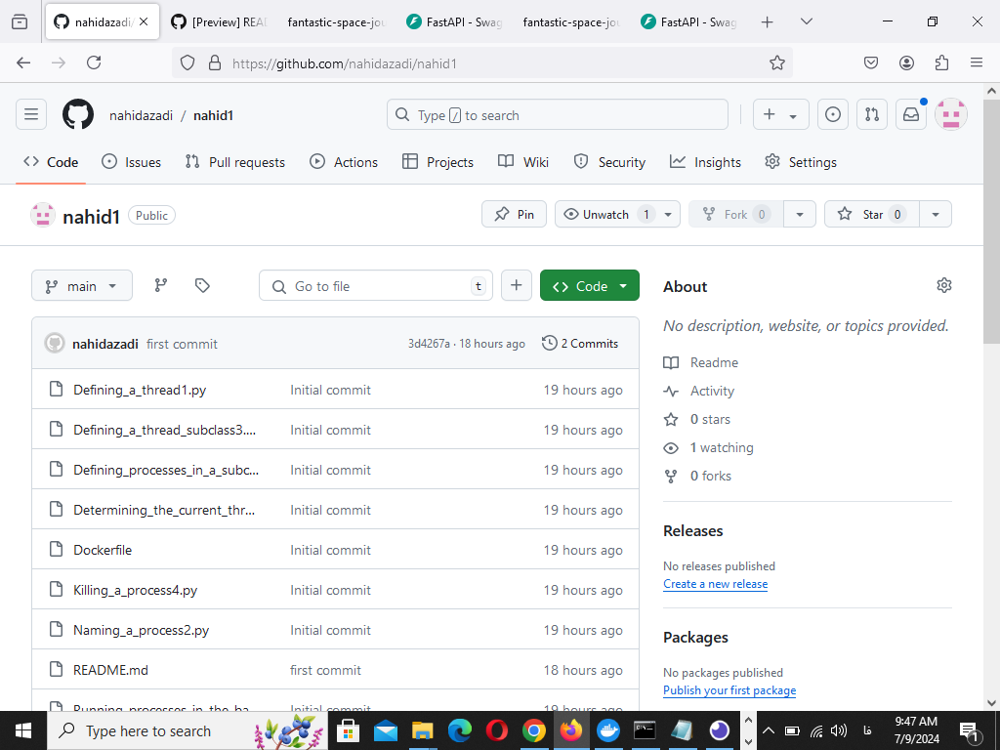 nahidazadi/
[Preview] REA
fantastic-space-jou
FastAPI - Swag
fantastic-space-jou
FastAPI - Swag
https://github.com/nahidazadi/nahid1
nahidazadi / nahid1
Type / to search
Code
Issues
Pull requests
Actions
Projects
Wiki
Security
Insights
Settings
nahid1 Public
Pin
Unwatch 1
Fork 0
Star 0
main
Go to file t
Code
nahidazadi first commit 3d4267a · 18 hours ago 2 Commits
Defining_a_thread1.py Initial commit 19 hours ago
Defining_a_thread_subclass3.... Initial commit 19 hours ago
Defining_processes_in_a_subc... Initial commit 19 hours ago
Determining_the_current_thr... Initial commit 19 hours ago
Dockerfile Initial commit 19 hours ago
Killing_a_process4.py Initial commit 19 hours ago
Naming_a_process2.py Initial commit 19 hours ago
README.md first commit 18 hours ago
Running_processes_in_the_ba... Initial commit 19 hours ago
About
No description, website, or topics provided.
Readme
Activity
0 stars
1 watching
0 forks
Releases
No releases published
Create a new release
Packages
No packages published
Publish your first package
Type here to search
فا
9:47 AM
7/9/2024
1